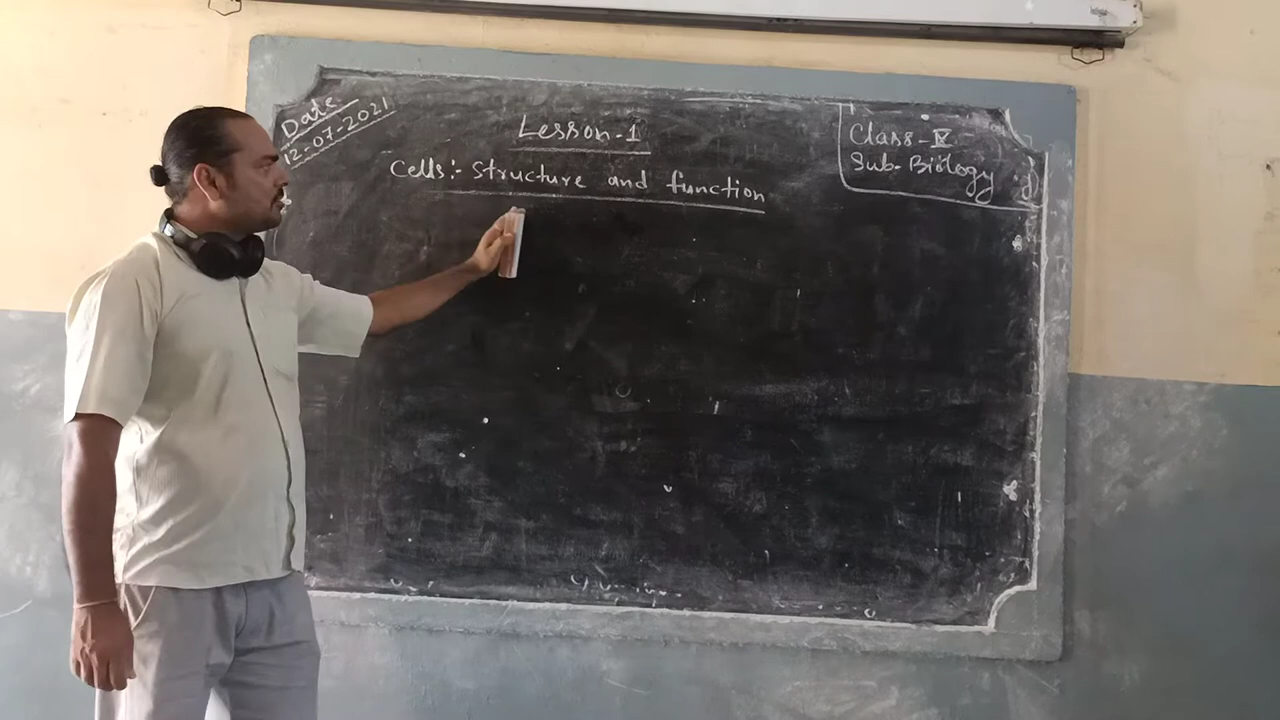 Date
12-07-2021
Lesson-1
Cells:- Structure and function
Class-IX
Sub-Biology